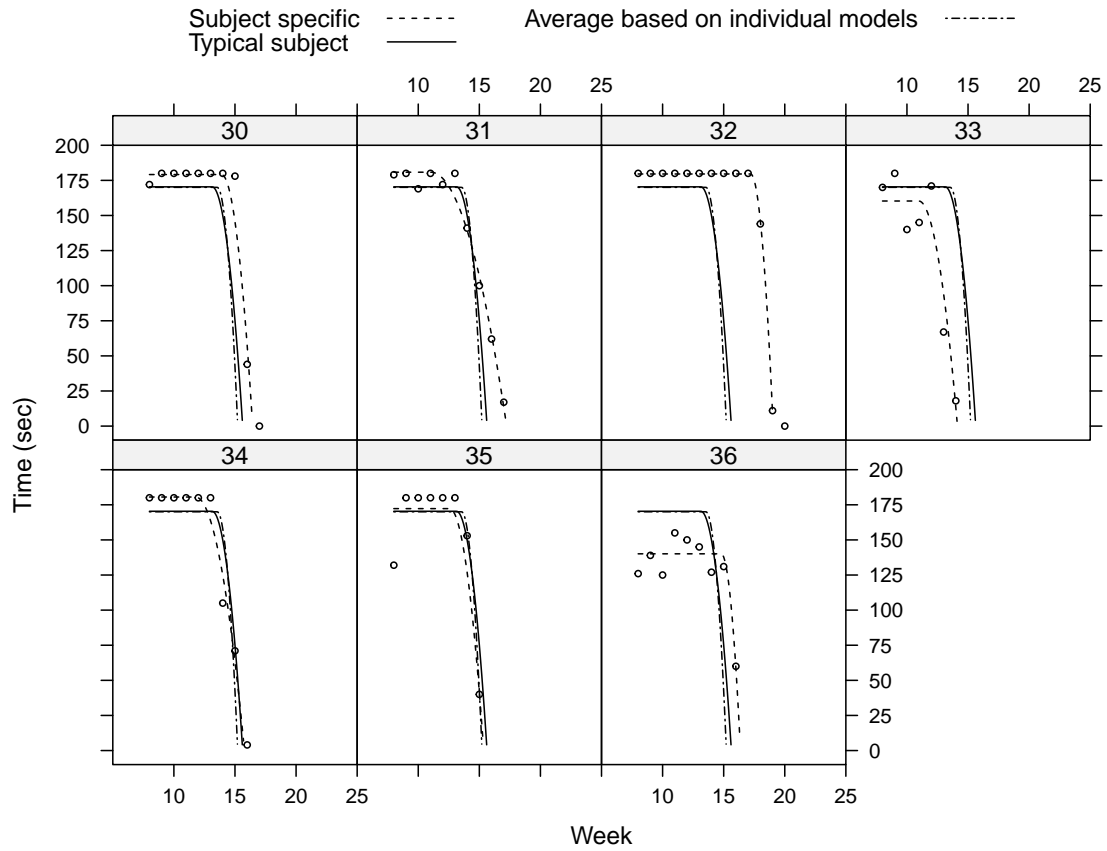 Subject specific
Average based on individual models
Typical subject
10 15 20 25
10 15 20 25
30 31 32 33
200
175
150
125
100
75
50
25
0
34 35 36
200
175
150
125
100
75
50
25
0
Time (sec)
10 15 20 25
10 15 20 25
Week